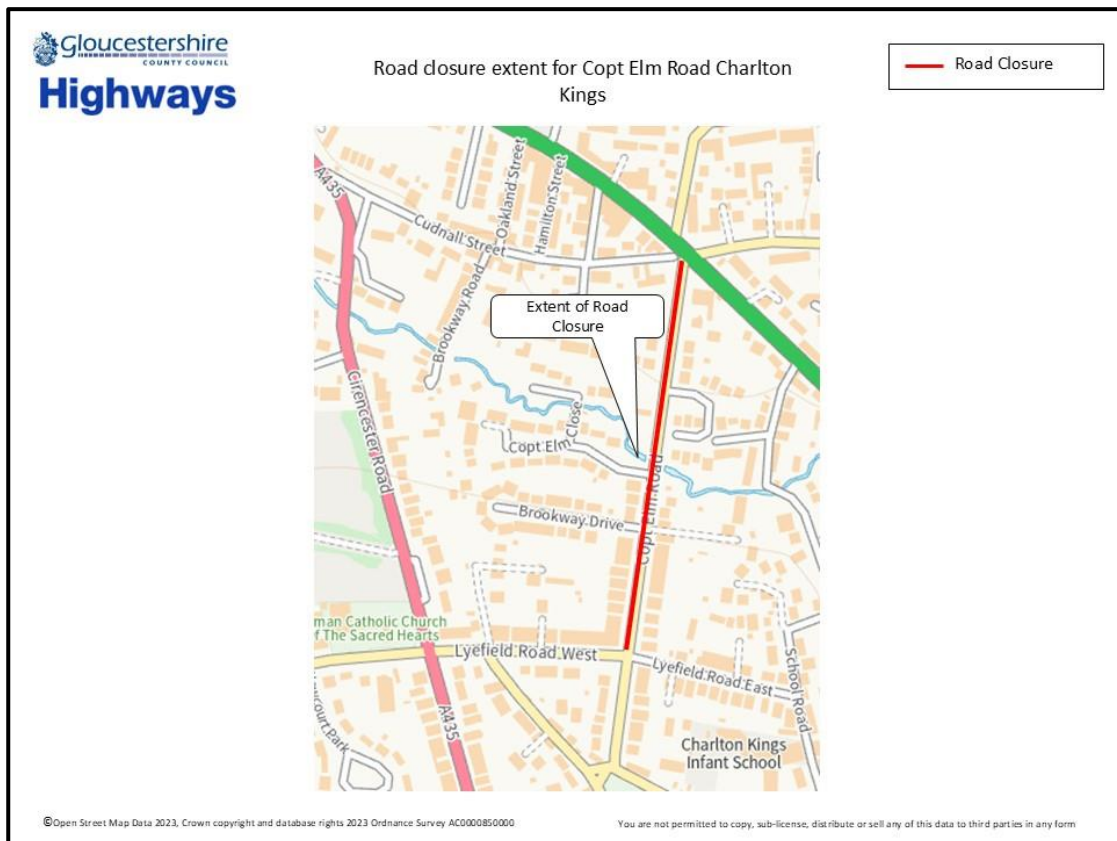 Gloucestershire
COUNTY COUNCIL
Highways
Road closure extent for Copt Elm Road Charlton
Kings
Road Closure
A435
Oakland Street
Hamilton Street
Cudnall Street
Brookway Road
Extent of Road
Closure
Cirencester Road
Copt Elm Close
Copt Elm Road
Brookway Drive
man Catholic Church
f The Sacred Hearts
Lyefield Road West
Lyefield Road East
School Road
A435
court Park
Charlton Kings
Infant School
©Open Street Map Data 2023, Crown copyright and database rights 2023 Ordnance Survey AC0000850000
You are not permitted to copy, sub-license, distribute or sell any of this data to third parties in any form